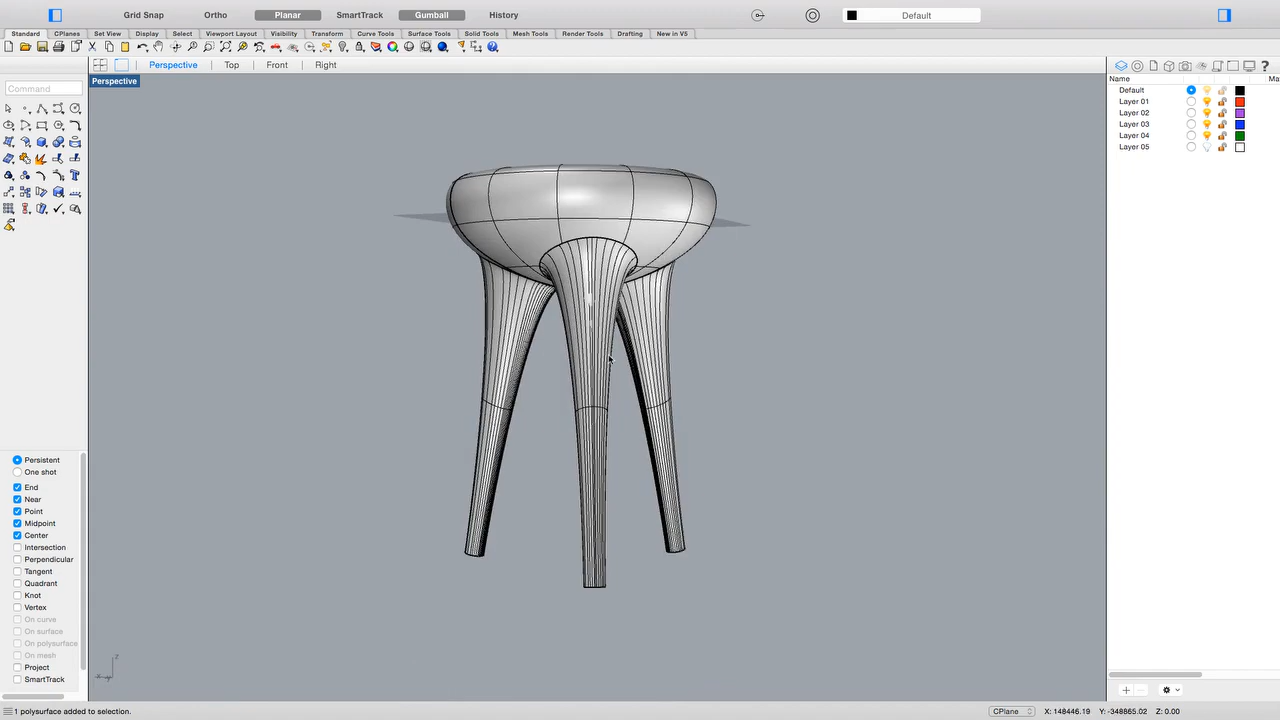 Grid Snap Ortho Planar SmartTrack Gumball History Default
Standard CPlanes Set View Display Select Viewport Layout Visibility Transform Curve Tools Surface Tools Solid Tools Mesh Tools Render Tools Drafting New in V5
Perspective Top Front Right
Perspective
Command
Name
Default
Layer 01
Layer 02
Layer 03
Layer 04
Layer 05
Persistent
One shot
End
Near
Point
Midpoint
Center
Intersection
Perpendicular
Tangent
Quadrant
Knot
Vertex
On curve
On surface
On polysurface
On mesh
Project
SmartTrack
1 polysurface added to selection.
CPlane X: 148446.19 Y: -348865.02 Z: 0.00